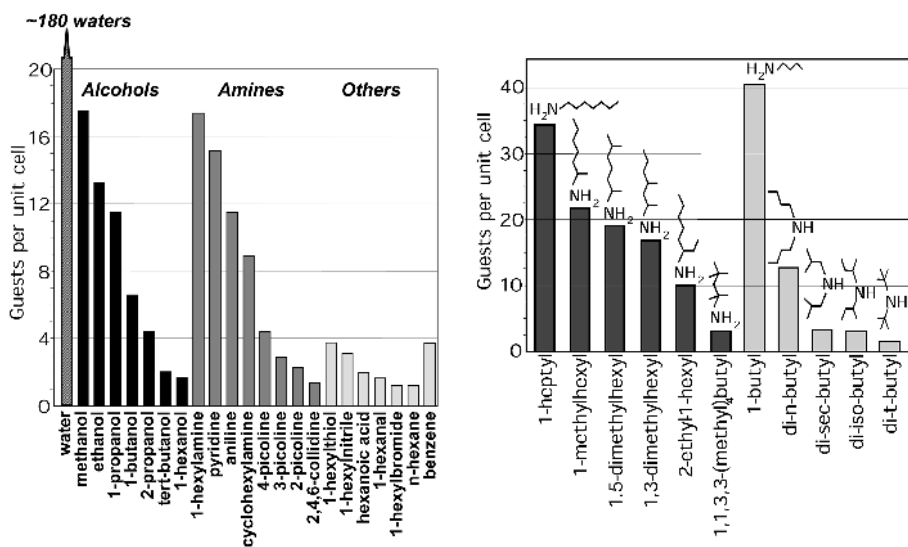 ~180 waters
20
16
12
8
4
0
Guests per unit cell
Alcohols Amines Others
water
methanol
ethanol
1-propanol
1-butanol
2-propanol
tert-butanol
1-hexanol
1-hexylamine
pyridine
aniline
cyclohexylamine
4-picoline
3-picoline
2-picoline
2,4,6-collidine
1-hexylthiol
1-hexylnitrile
hexanoic acid
1-hexanal
1-hexylbromide
n-hexane
benzene
40
30
20
10
0
Guests per unit cell
H2N
NH2
NH2
NH2
NH2
NH2
H2N
NH
NH
NH
NH
1-heptyl
1-methylhexyl
1.5-dimethylhexyl
1,3-dimethylhexyl
2-ethyl-1-hexyl
1,1,3,3-(methyl)4butyl
1-butyl
di-n-butyl
di-sec-butyl
di-iso-butyl
di-t-butyl